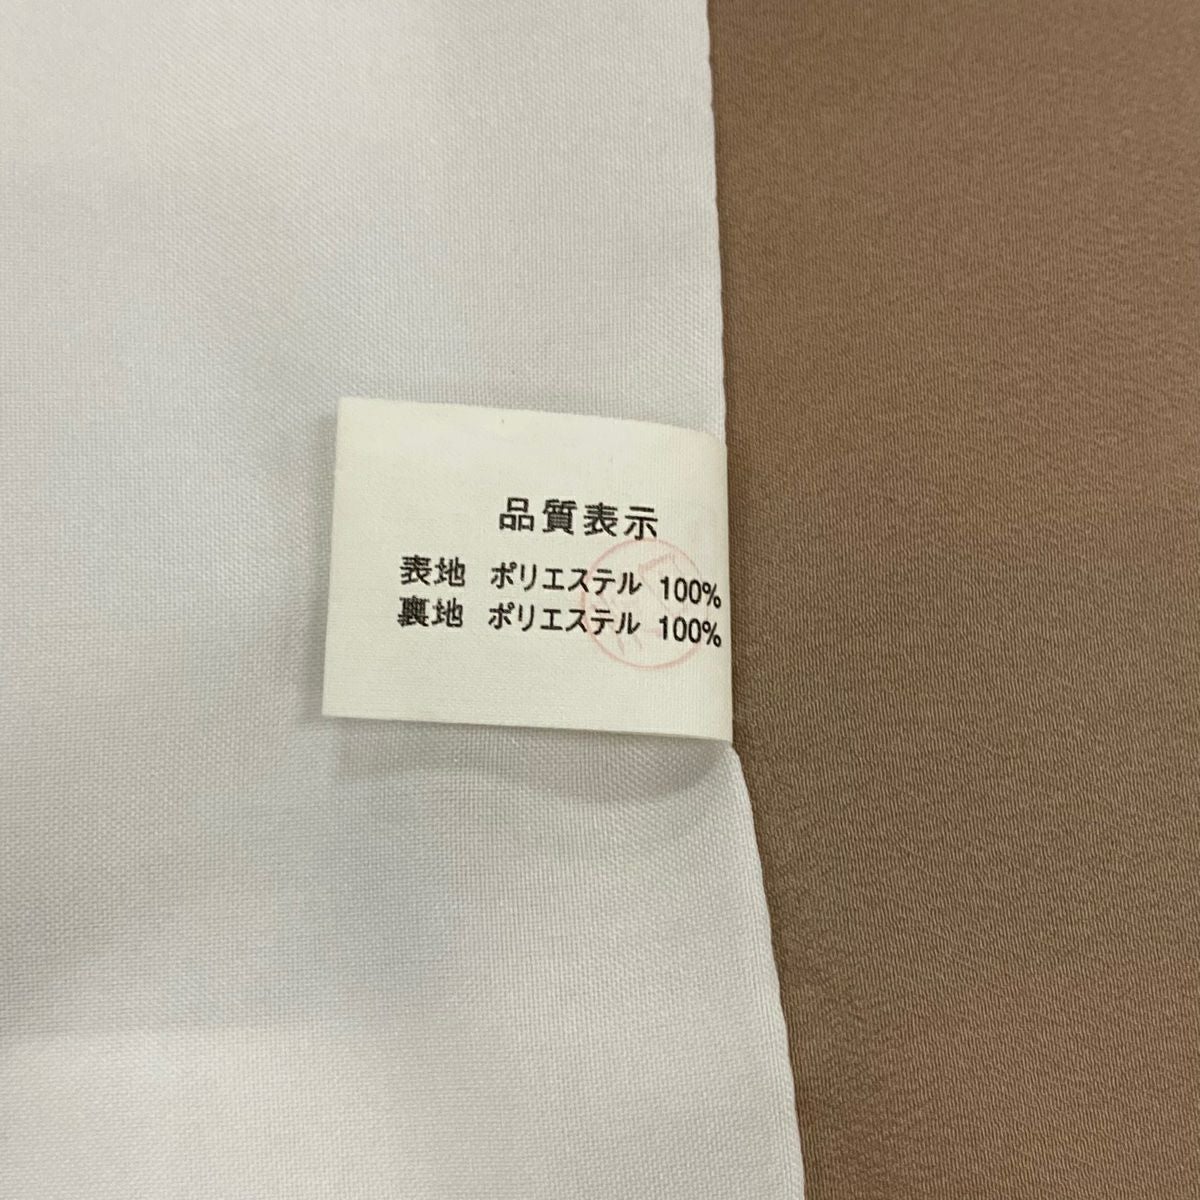 品質表示
表地 ポリエステル 100%
裏地 ポリエステル 100%